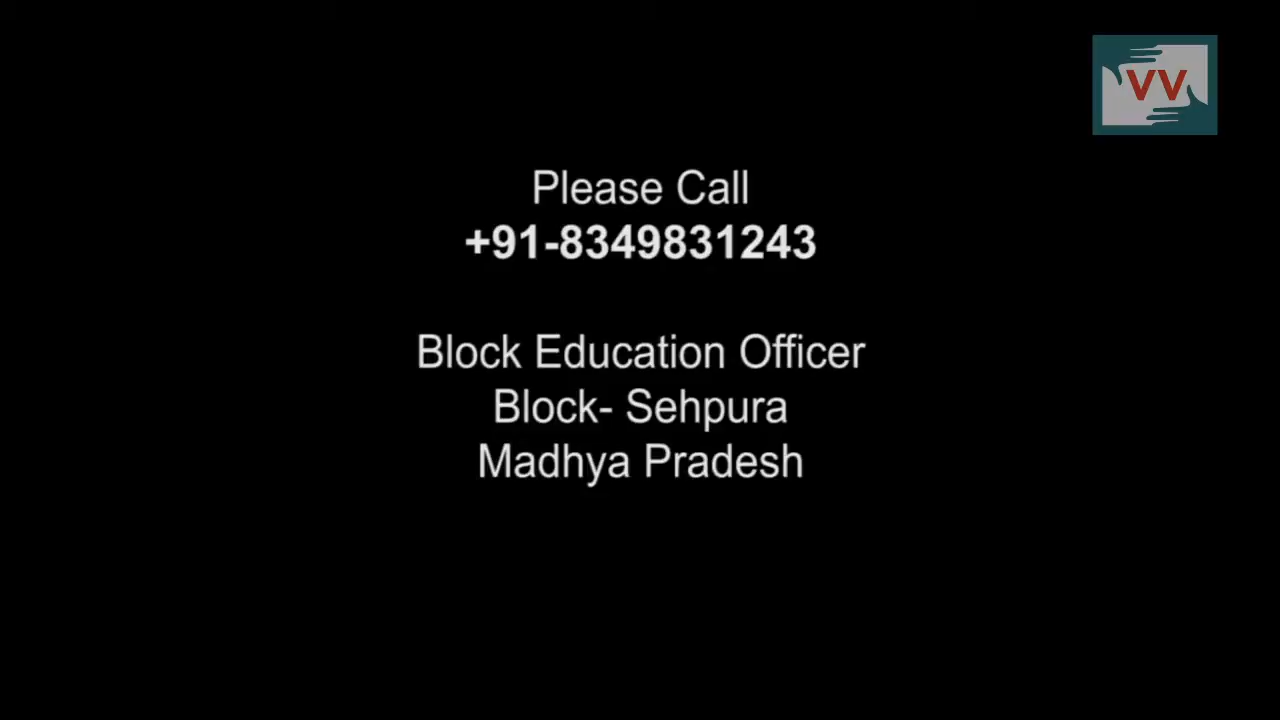 VV
Please Call
+91-8349831243
Block Education Officer
Block- Sehpura
Madhya Pradesh